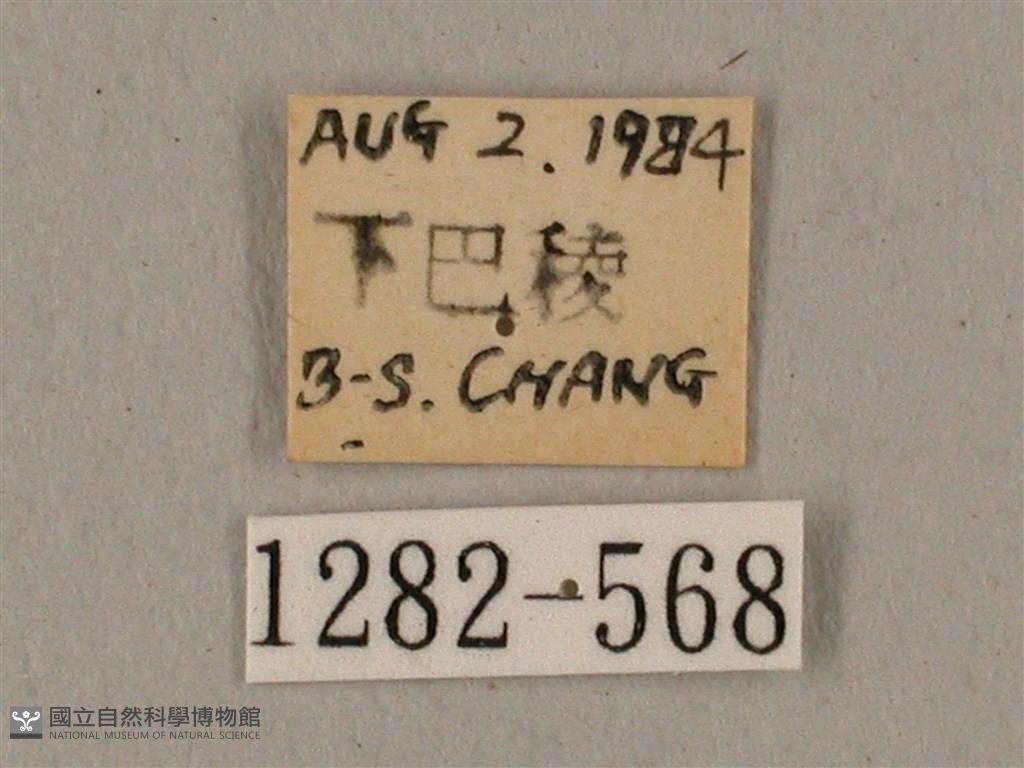 AUG 2. 1984
下巴稜
B-S. CHANG
1282-568
國立自然科學博物館
NATIONAL MUSEUM OF NATURAL SCIENCE